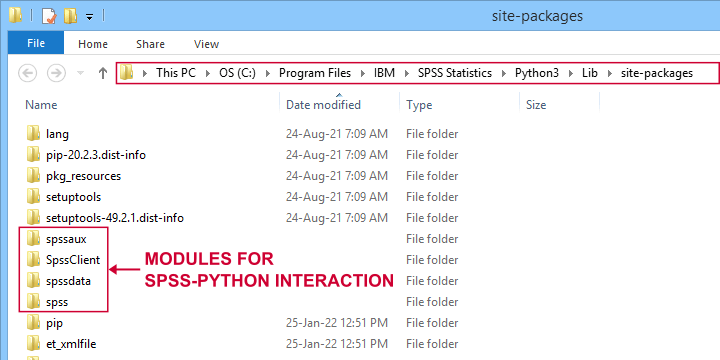 site-packages
File Home Share View
This PC OS (C:) Program Files IBM SPSS Statistics Python3 Lib site-packages
Name Date modified Type Size
lang 24-Aug-21 7:09 AM File folder
pip-20.2.3.dist-info 24-Aug-21 7:09 AM File folder
pkg_resources 24-Aug-21 7:09 AM File folder
setuptools 24-Aug-21 7:09 AM File folder
setuptools-49.2.1.dist-info 24-Aug-21 7:09 AM File folder
spssaux File folder
SpssClient File folder
spssdata File folder
spss File folder
MODULES FOR
SPSS-PYTHON INTERACTION
pip 25-Jan-22 12:51 PM File folder
et_xmlfile 25-Jan-22 12:51 PM File folder